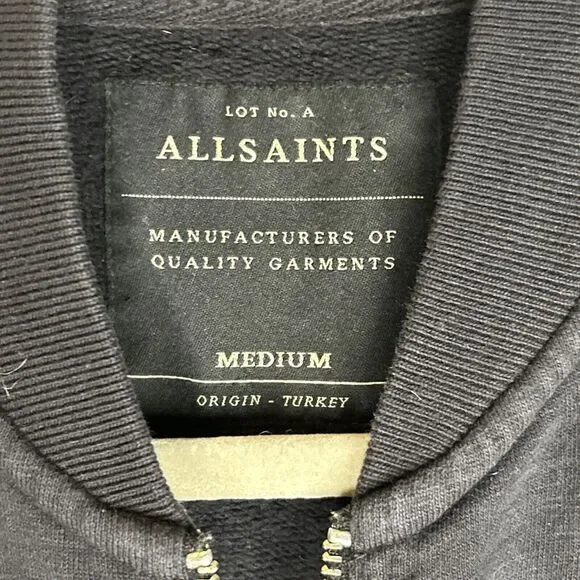 LOT No. A
ALLSAINTS
MANUFACTURERS OF
QUALITY GARMENTS
MEDIUM
ORIGIN - TURKEY